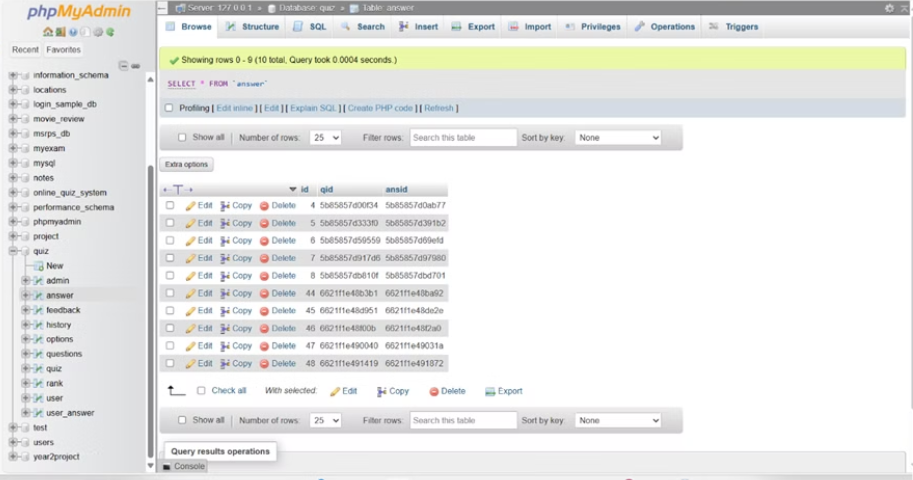 phpMyAdmin
Recent Favorites
information_schema
locations
login_sample_db
movie_review
msrps_db
myexam
mysql
notes
online_quiz_system
performance_schema
phpmyadmin
project
quiz
New
admin
answer
feedback
history
options
questions
quiz
rank
user
user_answer
test
users
year2project
Server: 127.0.0.1 » Database: quiz » Table: answer
Browse Structure SQL Search Insert Export Import Privileges Operations Triggers
Showing rows 0 - 9 (10 total, Query took 0.0004 seconds.)
SELECT * FROM `answer`
Profiling [ Edit inline ] [ Edit ] [ Explain SQL ] [ Create PHP code ] [ Refresh ]
Show all Number of rows: 25 Filter rows: Search this table Sort by key: None
Extra options
id qid ansid
Edit Copy Delete 4 5b85857d00f34 5b85857d0ab77
Edit Copy Delete 5 5b85857d333f0 5b85857d391b2
Edit Copy Delete 6 5b85857d59559 5b85857d69efd
Edit Copy Delete 7 5b85857d917d6 5b85857d97980
Edit Copy Delete 8 5b85857db810f 5b85857dbd701
Edit Copy Delete 44 6621f1e48b3b1 6621f1e48ba92
Edit Copy Delete 45 6621f1e48d951 6621f1e48de2e
Edit Copy Delete 46 6621f1e48f00b 6621f1e48f2a0
Edit Copy Delete 47 6621f1e490040 6621f1e49031a
Edit Copy Delete 48 6621f1e491419 6621f1e491872
Check all With selected: Edit Copy Delete Export
Show all Number of rows: 25 Filter rows: Search this table Sort by key: None
Query results operations
Console